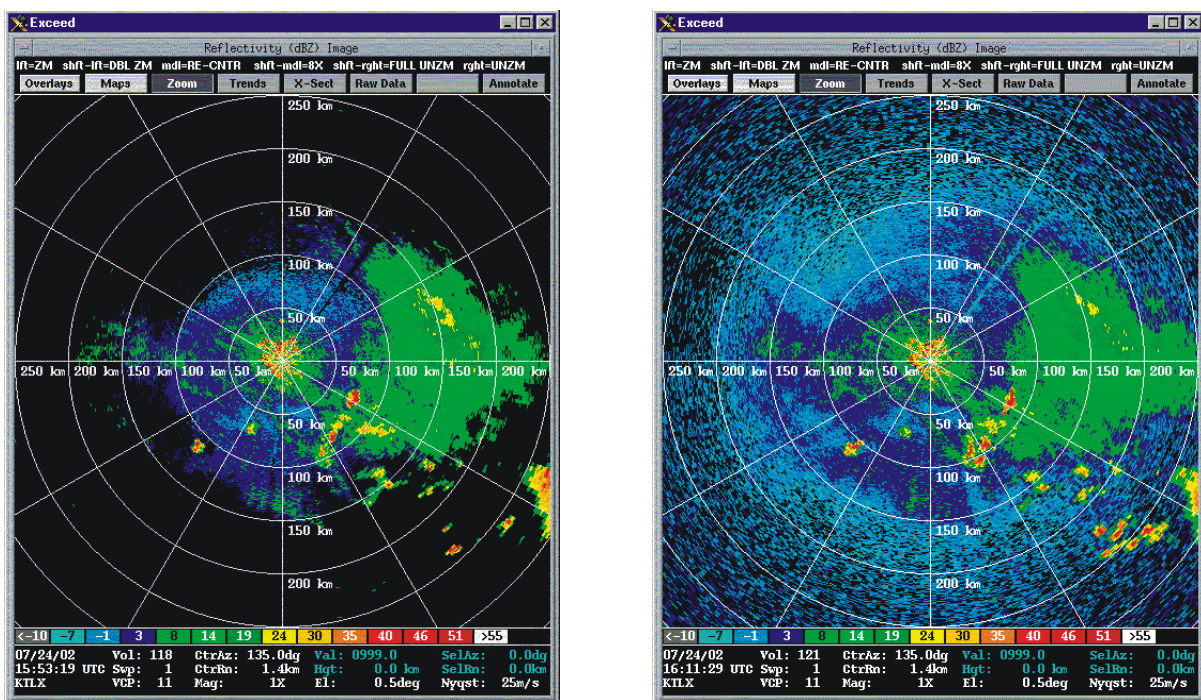 Exceed
Reflectivity (dBZ) Image
lft=ZM shft-lft=DBL ZM mdl=RE-CNTR shft-mdl=8X shft-rght=FULL UNZM rght=UNZM
Overlays Maps Zoom Trends X-Sect Raw Data Annotate
250 km
200 km
150 km
100 km
50 km
250 km 200 km 150 km 100 km 50 km 50 km 100 km 150 km 200 km
50 km
100 km
150 km
200 km
<-10 -7 -1 3 8 14 19 24 30 35 40 46 51 >55
07/24/02 Vol: 118 CtrAz: 135.0dg Val: 0999.0 SelAz: 0.0dg
15:53:19 UTC Swp: 1 CtrRn: 1.4km Hgt: 0.0 km SelRn: 0.0km
KTLX VCP: 11 Mag: 1X El: 0.5deg Nyqst: 25m/s
Exceed
Reflectivity (dBZ) Image
lft=ZM shft-lft=DBL ZM mdl=RE-CNTR shft-mdl=8X shft-rght=FULL UNZM rght=UNZM
Overlays Maps Zoom Trends X-Sect Raw Data Annotate
250 km
200 km
150 km
100 km
50 km
250 km 200 km 150 km 100 km 50 km 50 km 100 km 150 km 200 km
50 km
100 km
150 km
200 km
<-10 -7 -1 3 8 14 19 24 30 35 40 46 51 >55
07/24/02 Vol: 121 CtrAz: 135.0dg Val: 0999.0 SelAz: 0.0dg
16:11:29 UTC Swp: 1 CtrRn: 1.4km Hgt: 0.0 km SelRn: 0.0km
KTLX VCP: 11 Mag: 1X El: 0.5deg Nyqst: 25m/s